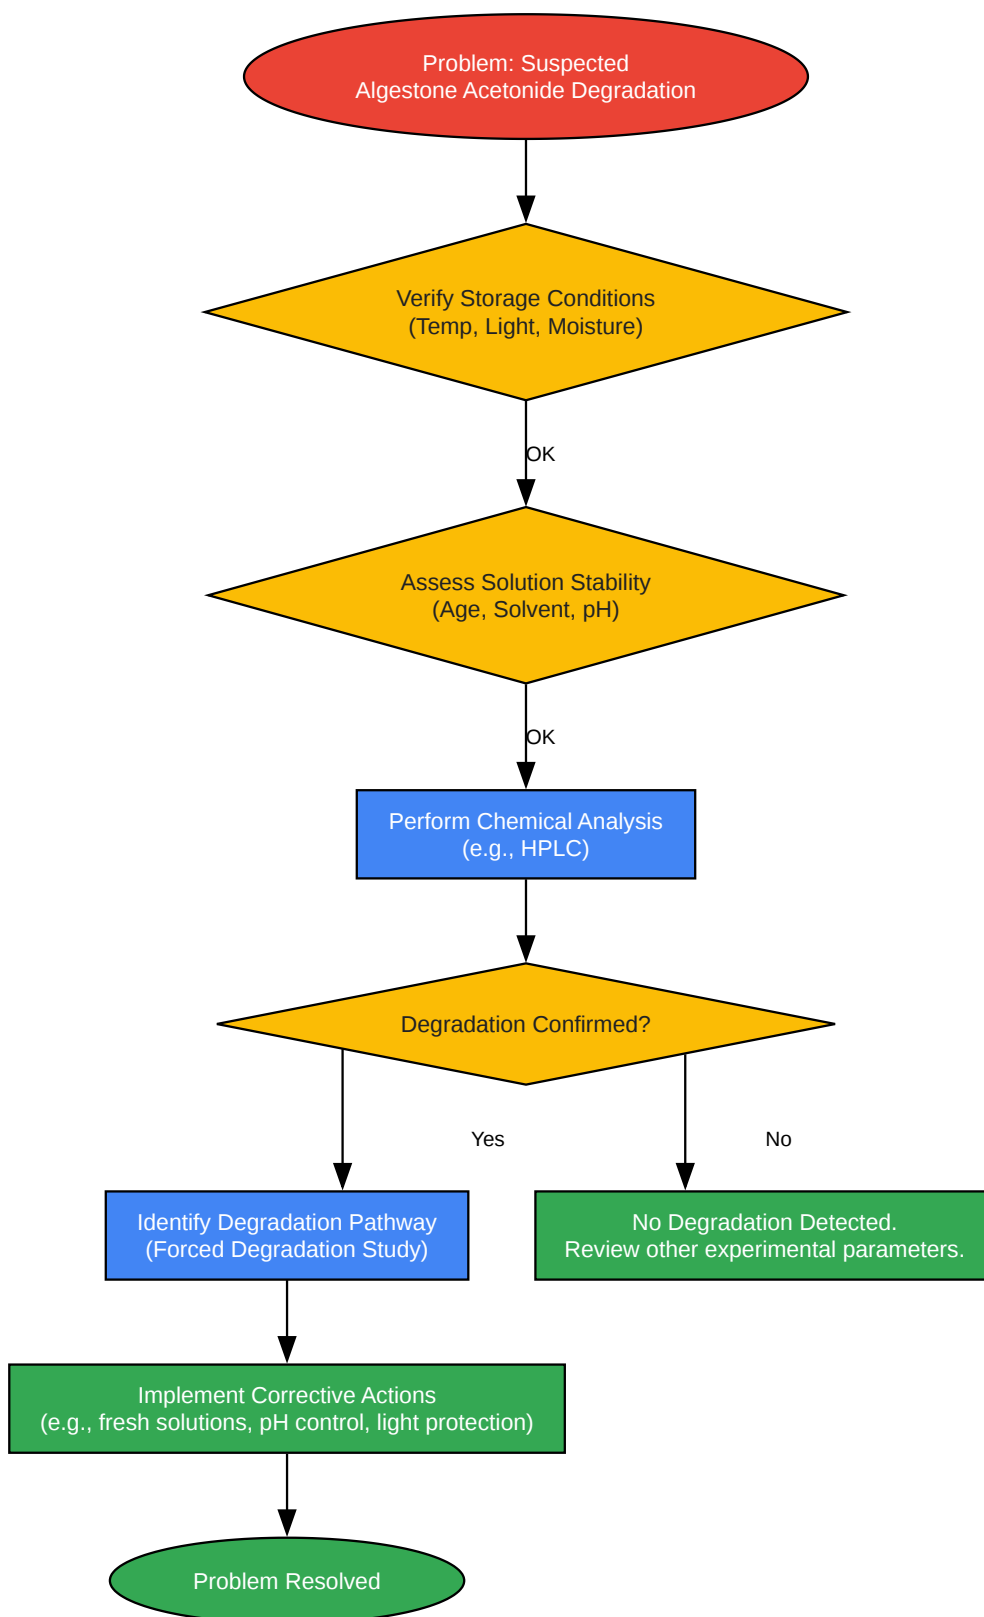 Problem: Suspected
Algestone Acetonide Degradation
Verify Storage Conditions
(Temp, Light, Moisture)
OK
Assess Solution Stability
(Age, Solvent, pH)
OK
Perform Chemical Analysis
(e.g., HPLC)
Degradation Confirmed?
Yes
No
Identify Degradation Pathway
(Forced Degradation Study)
No Degradation Detected.
Review other experimental parameters.
Implement Corrective Actions
(e.g., fresh solutions, pH control, light protection)
Problem Resolved